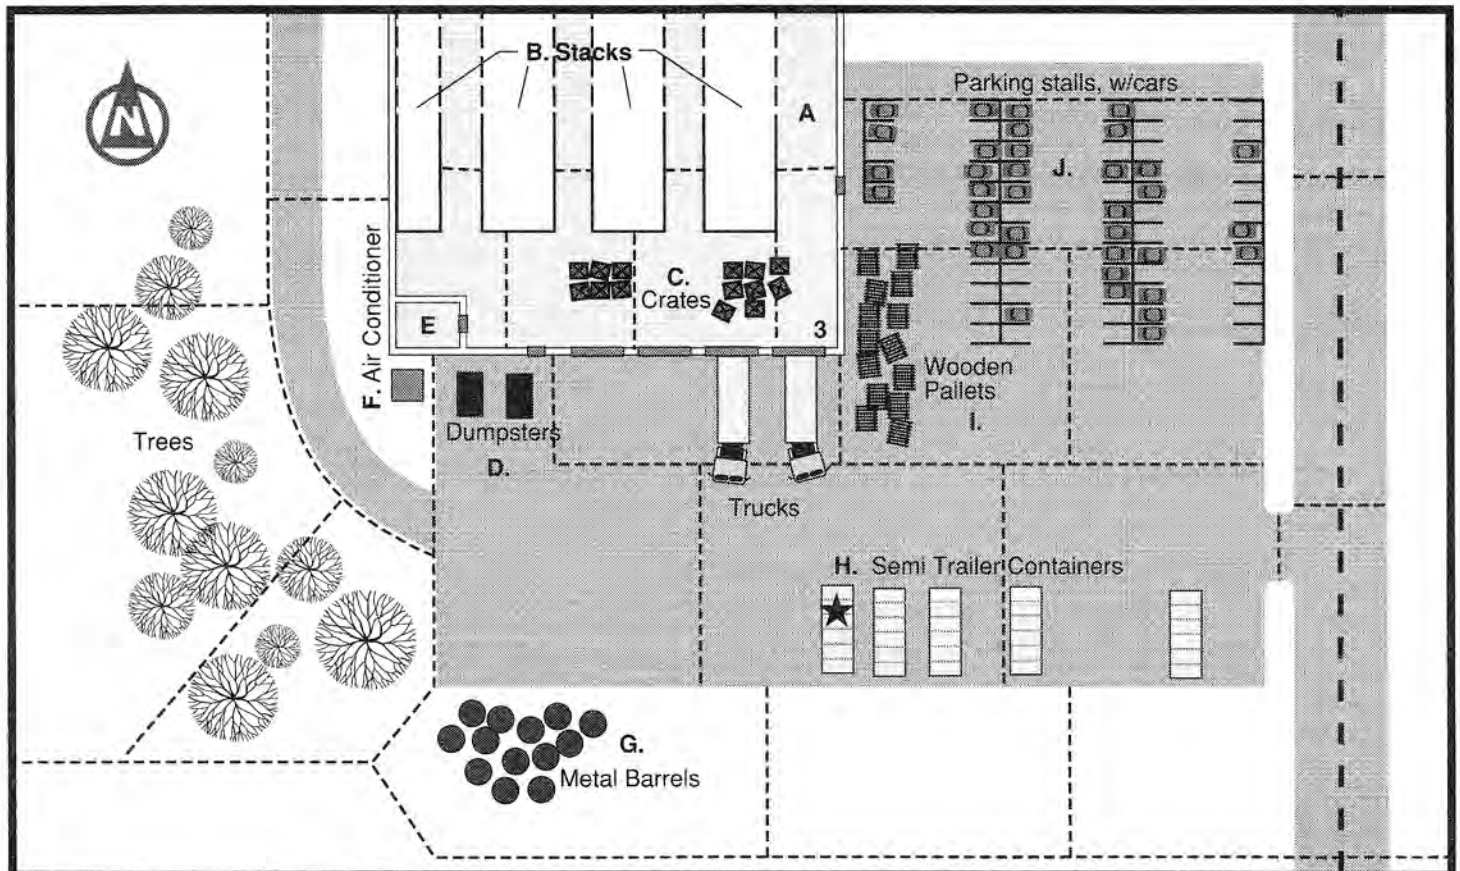 B. Stacks
Parking stalls, w/cars
N
A
J.
F. Air Conditioner
C.
Crates
E
3
Wooden
Pallets
I.
Dumpsters
D.
Trees
Trucks
H. Semi Trailer Containers
G.
Metal Barrels